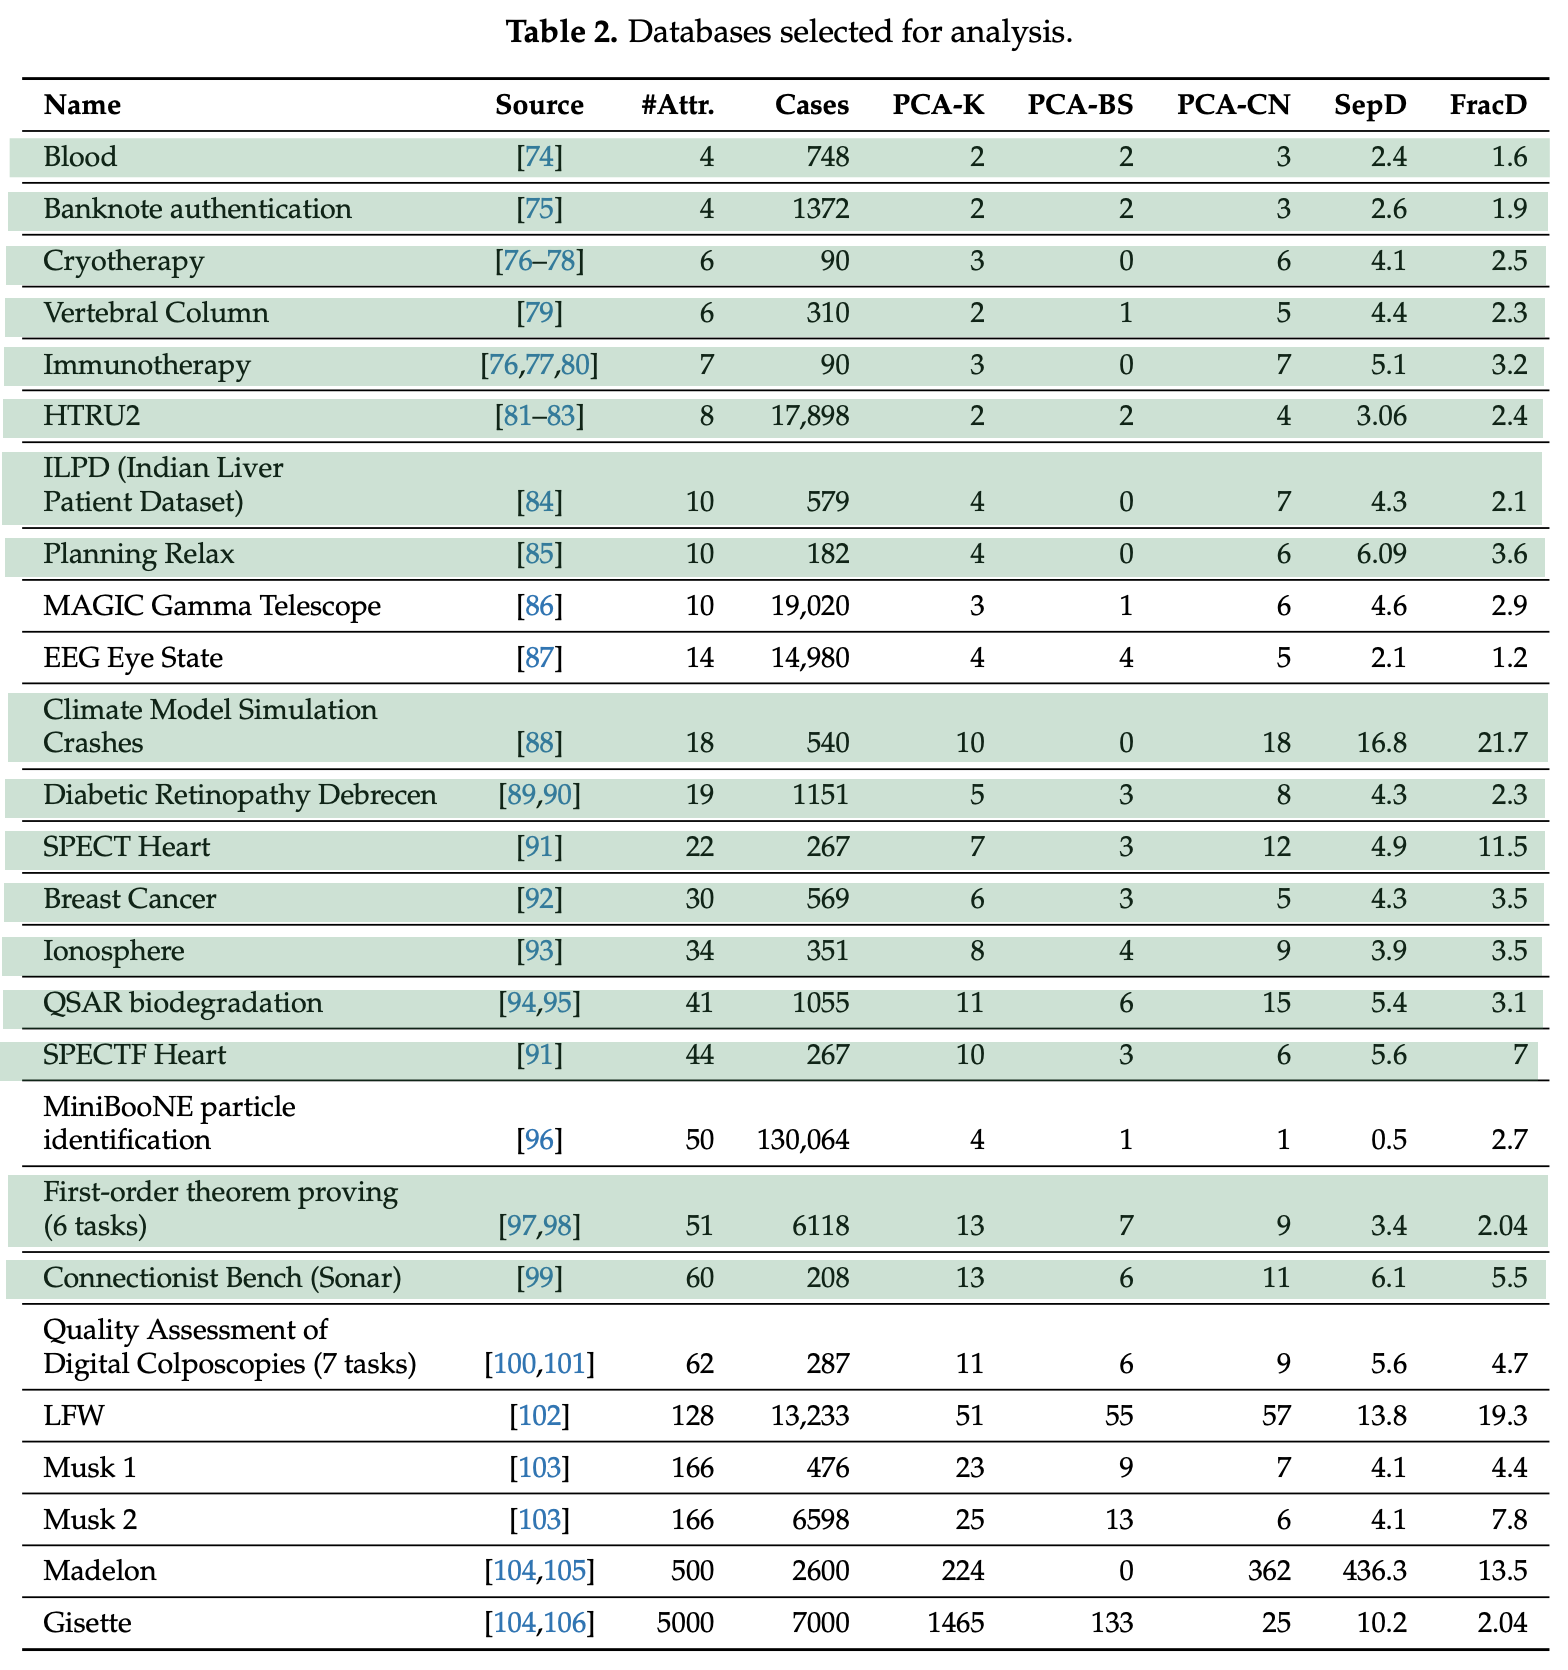 Table 2. Databases selected for analysis.
Name Source #Attr. Cases PCA-K PCA-BS PCA-CN SepD FracD
Blood [74] 4 748 2 2 3 2.4 1.6
Banknote authentication [75] 4 1372 2 2 3 2.6 1.9
Cryotherapy [76–78] 6 90 3 0 6 4.1 2.5
Vertebral Column [79] 6 310 2 1 5 4.4 2.3
Immunotherapy [76,77,80] 7 90 3 0 7 5.1 3.2
HTRU2 [81–83] 8 17,898 2 2 4 3.06 2.4
ILPD (Indian Liver
Patient Dataset) [84] 10 579 4 0 7 4.3 2.1
Planning Relax [85] 10 182 4 0 6 6.09 3.6
MAGIC Gamma Telescope [86] 10 19,020 3 1 6 4.6 2.9
EEG Eye State [87] 14 14,980 4 4 5 2.1 1.2
Climate Model Simulation
Crashes [88] 18 540 10 0 18 16.8 21.7
Diabetic Retinopathy Debrecen [89,90] 19 1151 5 3 8 4.3 2.3
SPECT Heart [91] 22 267 7 3 12 4.9 11.5
Breast Cancer [92] 30 569 6 3 5 4.3 3.5
Ionosphere [93] 34 351 8 4 9 3.9 3.5
QSAR biodegradation [94,95] 41 1055 11 6 15 5.4 3.1
SPECTF Heart [91] 44 267 10 3 6 5.6 7
MiniBooNE particle
identification [96] 50 130,064 4 1 1 0.5 2.7
First-order theorem proving
(6 tasks) [97,98] 51 6118 13 7 9 3.4 2.04
Connectionist Bench (Sonar) [99] 60 208 13 6 11 6.1 5.5
Quality Assessment of
Digital Colposcopies (7 tasks) [100,101] 62 287 11 6 9 5.6 4.7
LFW [102] 128 13,233 51 55 57 13.8 19.3
Musk 1 [103] 166 476 23 9 7 4.1 4.4
Musk 2 [103] 166 6598 25 13 6 4.1 7.8
Madelon [104,105] 500 2600 224 0 362 436.3 13.5
Gisette [104,106] 5000 7000 1465 133 25 10.2 2.04